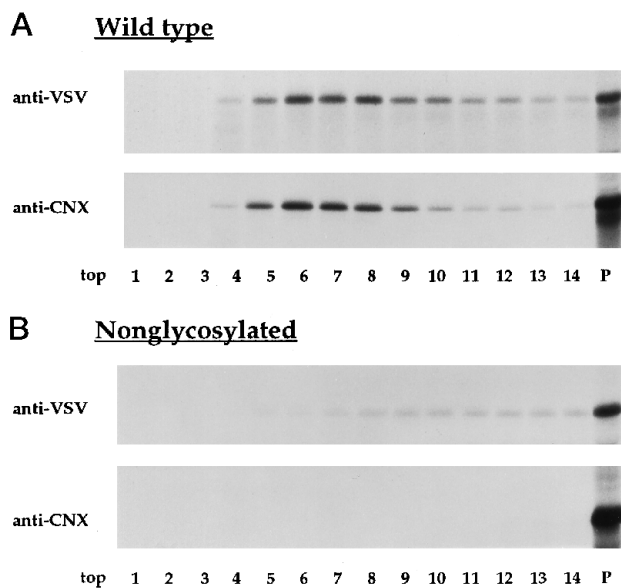 A Wild type
anti-VSV
anti-CNX
top 1 2 3 4 5 6 7 8 9 10 11 12 13 14 P
B Nonglycosylated
anti-VSV
anti-CNX
top 1 2 3 4 5 6 7 8 9 10 11 12 13 14 P